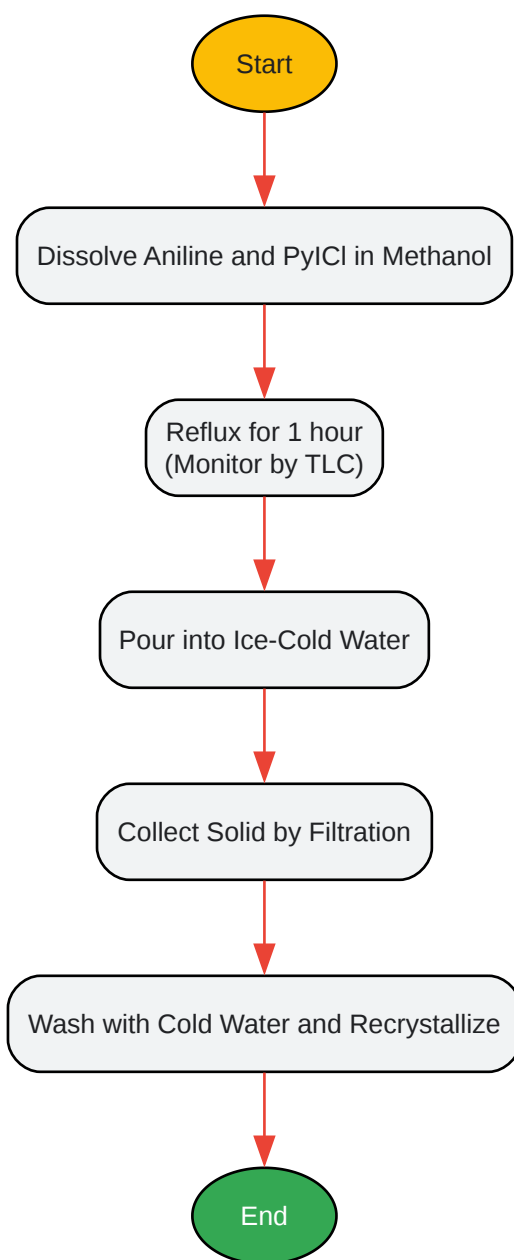 Start
Dissolve Aniline and PyICl in Methanol
Reflux for 1 hour
(Monitor by TLC)
Pour into Ice-Cold Water
Collect Solid by Filtration
Wash with Cold Water and Recrystallize
End